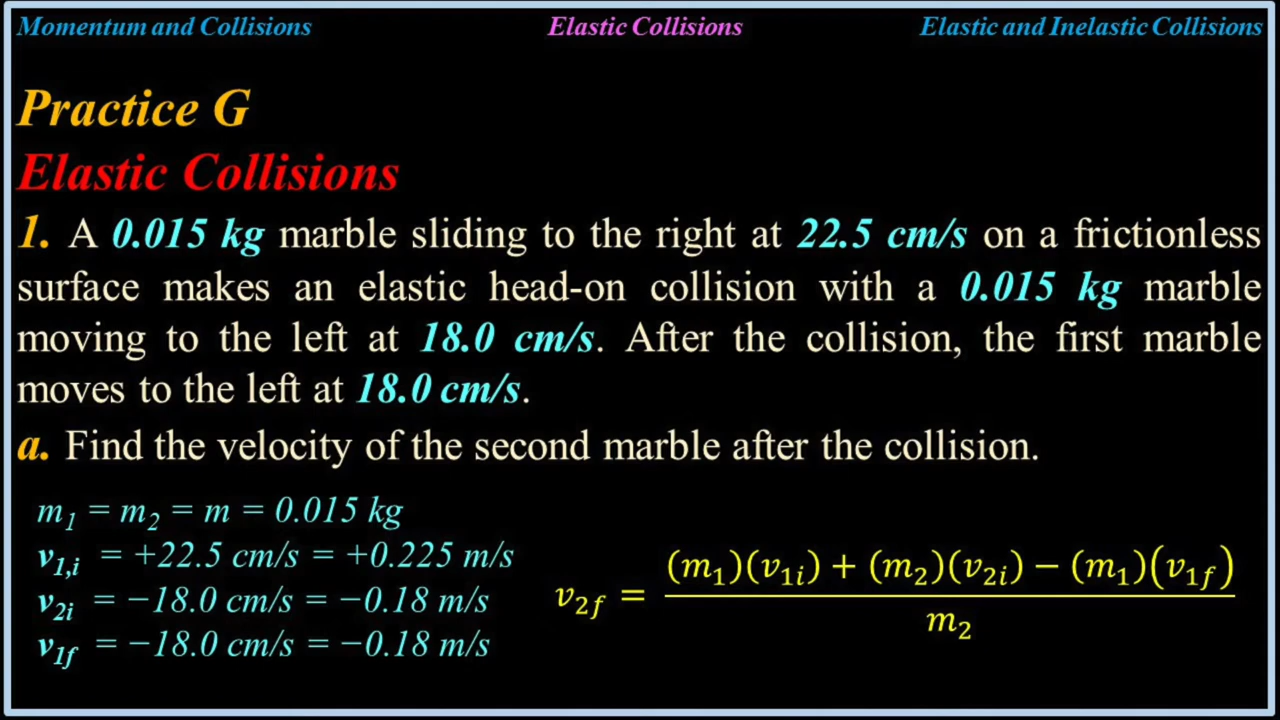 Momentum and Collisions
Elastic Collisions
Elastic and Inelastic Collisions
Practice G
Elastic Collisions
1. A 0.015 kg marble sliding to the right at 22.5 cm/s on a frictionless
surface makes an elastic head-on collision with a 0.015 kg marble
moving to the left at 18.0 cm/s. After the collision, the first marble
moves to the left at 18.0 cm/s.
a. Find the velocity of the second marble after the collision.
m₁ = m₂ = m = 0.015 kg
v₁,ᵢ = +22.5 cm/s = +0.225 m/s
v₂ᵢ = −18.0 cm/s = −0.18 m/s
v_1f = −18.0 cm/s = −0.18 m/s
v_2f = ((m₁)(v₁ᵢ) + (m₂)(v₂ᵢ) − (m₁)(v_1f)) / m₂